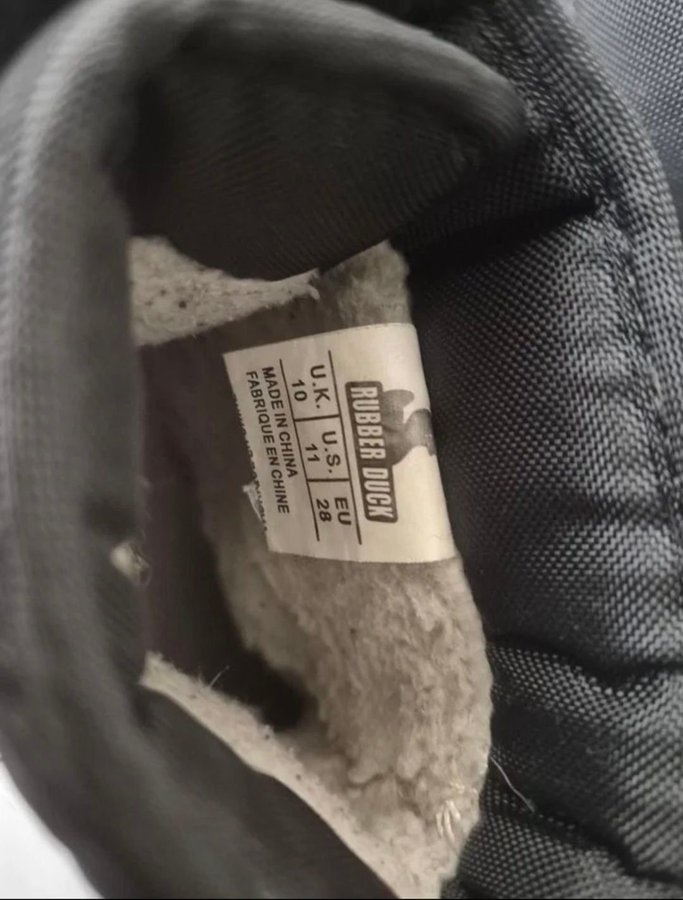 RUBBER DUCK
U.K. U.S. EU
10 11 28
MADE IN CHINA
FABRIQUE EN CHINE